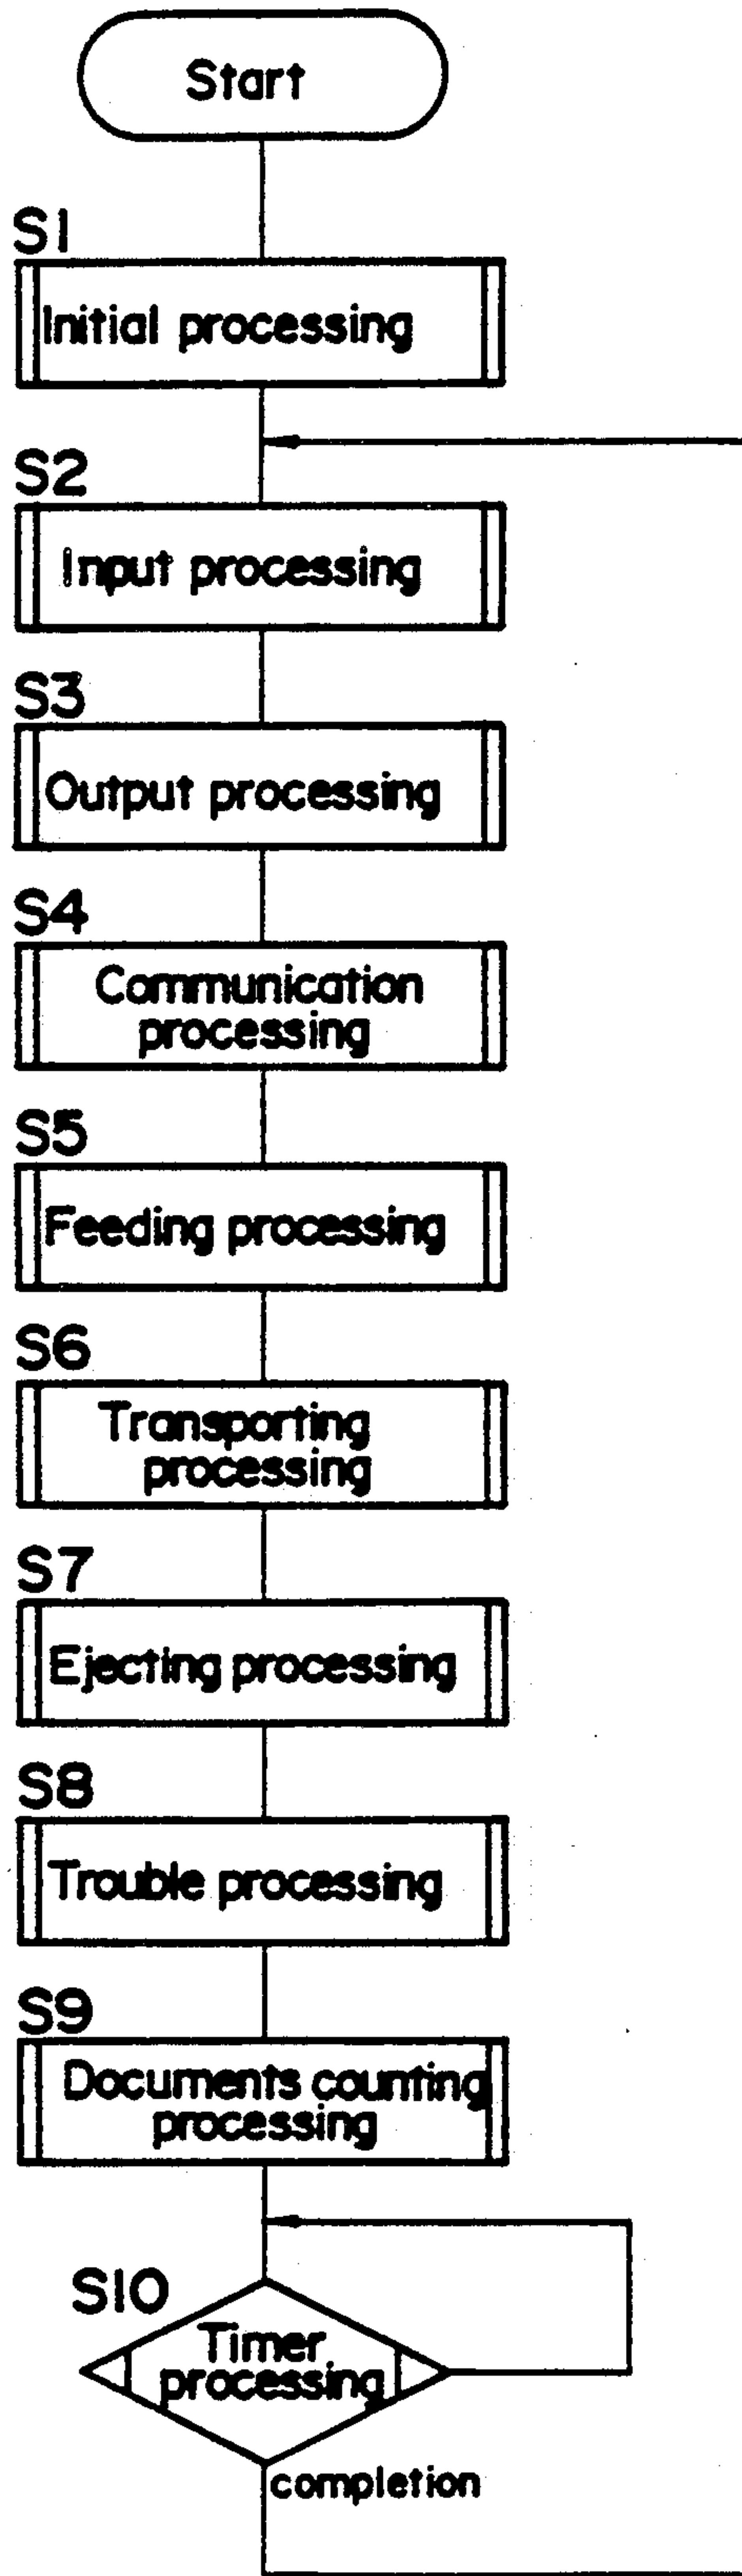 Start
S1
Initial processing
S2
Input processing
S3
Output processing
S4
Communication
processing
S5
Feeding processing
S6
Transporting
processing
S7
Ejecting processing
S8
Trouble processing
S9
Documents counting
processing
S10
Timer
processing
completion